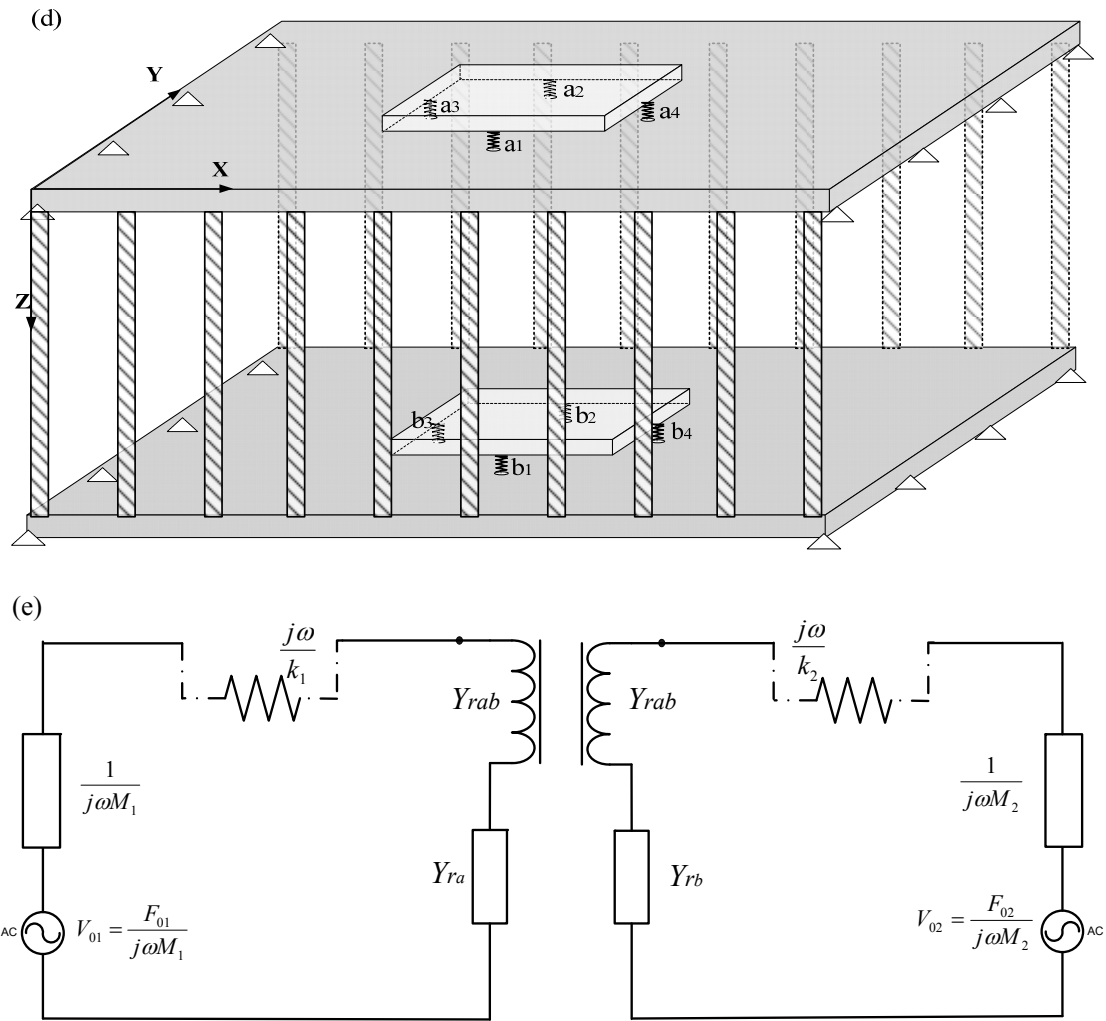 (d)
Y
a2
a3
a4
a1
X
Z
b2
b3
b4
b1
(e)
jω/k₁
jω/k₂
Yrab
Yrab
1/jωM₁
1/jωM₂
Yra
Yrb
AC
V₀₁ = F₀₁/jωM₁
V₀₂ = F₀₂/jωM₂
AC